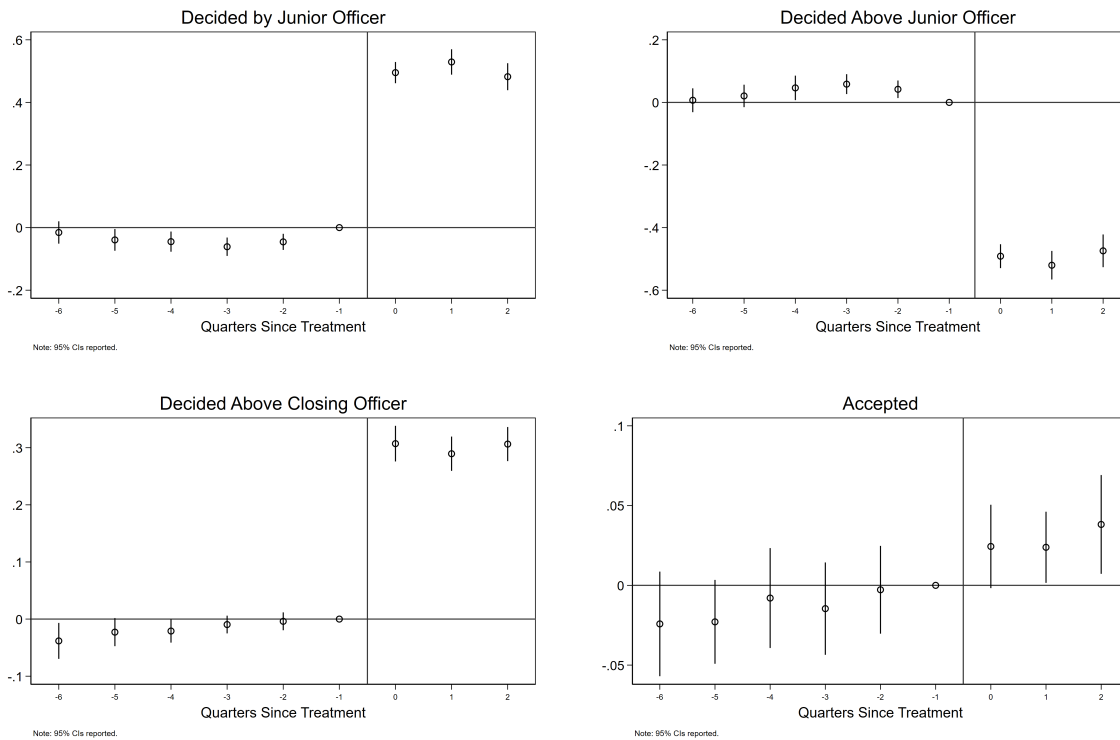 Decided by Junior Officer
.6
.4
.2
0
-.2
-6 -5 -4 -3 -2 -1 0 1 2
Quarters Since Treatment
Note: 95% CIs reported.
Decided Above Junior Officer
.2
0
-.2
-.4
-.6
-6 -5 -4 -3 -2 -1 0 1 2
Quarters Since Treatment
Note: 95% CIs reported.
Decided Above Closing Officer
.3
.2
.1
0
-.1
-6 -5 -4 -3 -2 -1 0 1 2
Quarters Since Treatment
Note: 95% CIs reported.
Accepted
.1
.05
0
-.05
-6 -5 -4 -3 -2 -1 0 1 2
Quarters Since Treatment
Note: 95% CIs reported.